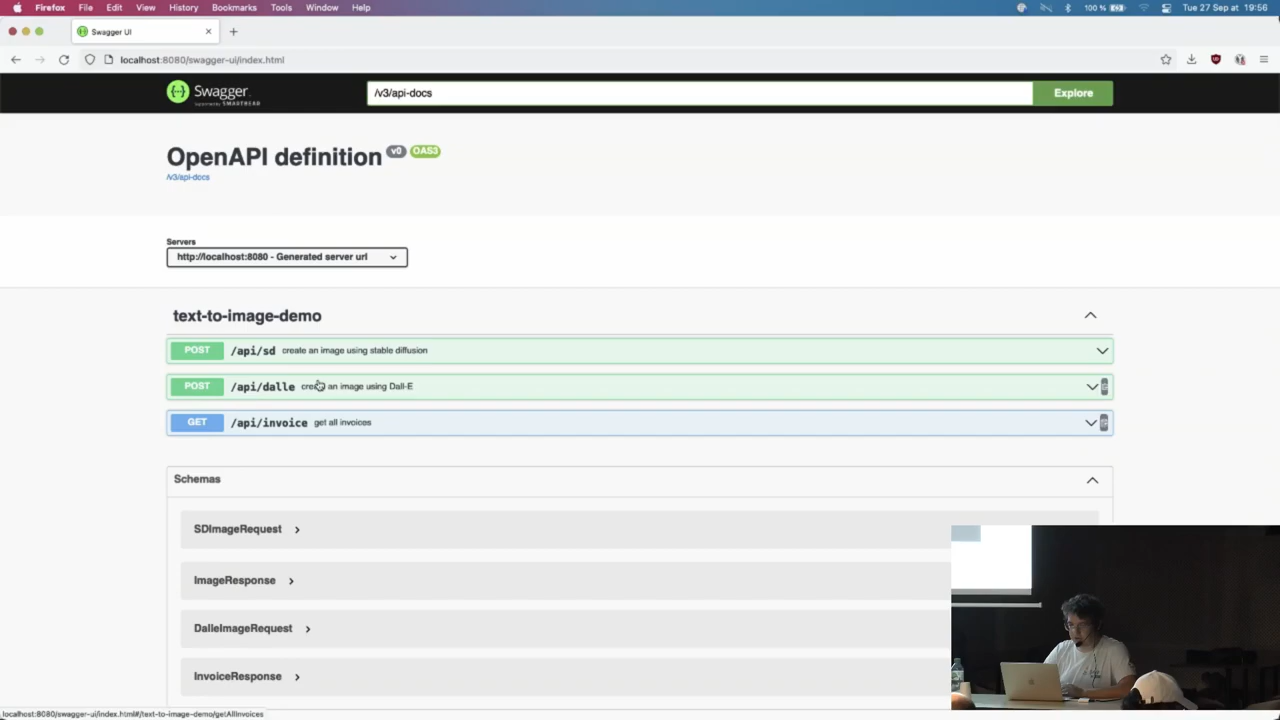 Firefox File Edit View History Bookmarks Tools Window Help 100 % Tue 27 Sep at 19:56
Swagger UI
localhost:8080/swagger-ui/index.html
Swagger
Supported by SMARTBEAR
/v3/api-docs
Explore
OpenAPI definition v0 OAS3
/v3/api-docs
Servers
http://localhost:8080 - Generated server url
text-to-image-demo
POST /api/sd create an image using stable diffusion
POST /api/dalle create an image using Dall-E
GET /api/invoice get all invoices
Schemas
SDImageRequest
ImageResponse
DalleImageRequest
InvoiceResponse
localhost:8080/swagger-ui/index.html#/text-to-image-demo/getAllInvoices